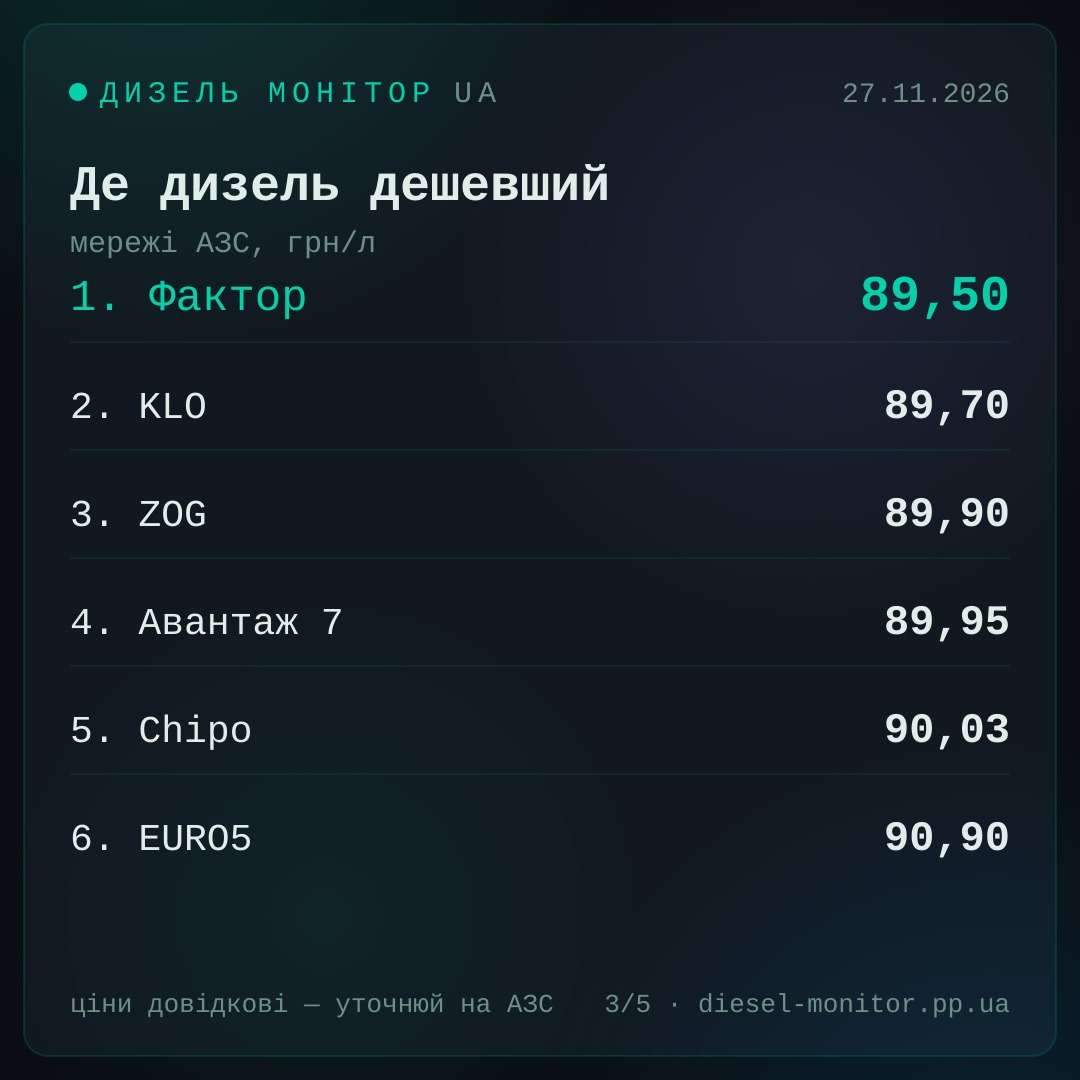 ДИЗЕЛЬ МОНІТОР UA 27.11.2026
Де дизель дешевший
мережі АЗС, грн/л
1. Фактор 89,50
2. KLO 89,70
3. ZOG 89,90
4. Авантаж 7 89,95
5. Chipo 90,03
6. EURO5 90,90
ціни довідкові — уточнюй на АЗС 3/5 · diesel-monitor.pp.ua